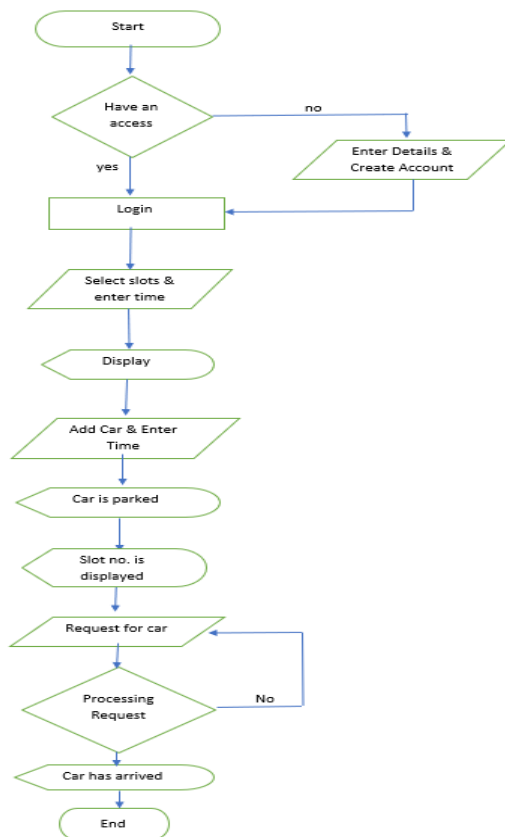 Start
Have an
access
no
yes
Enter Details &
Create Account
Login
Select slots &
enter time
Display
Add Car & Enter
Time
Car is parked
Slot no. is
displayed
Request for car
Processing
Request
No
Car has arrived
End